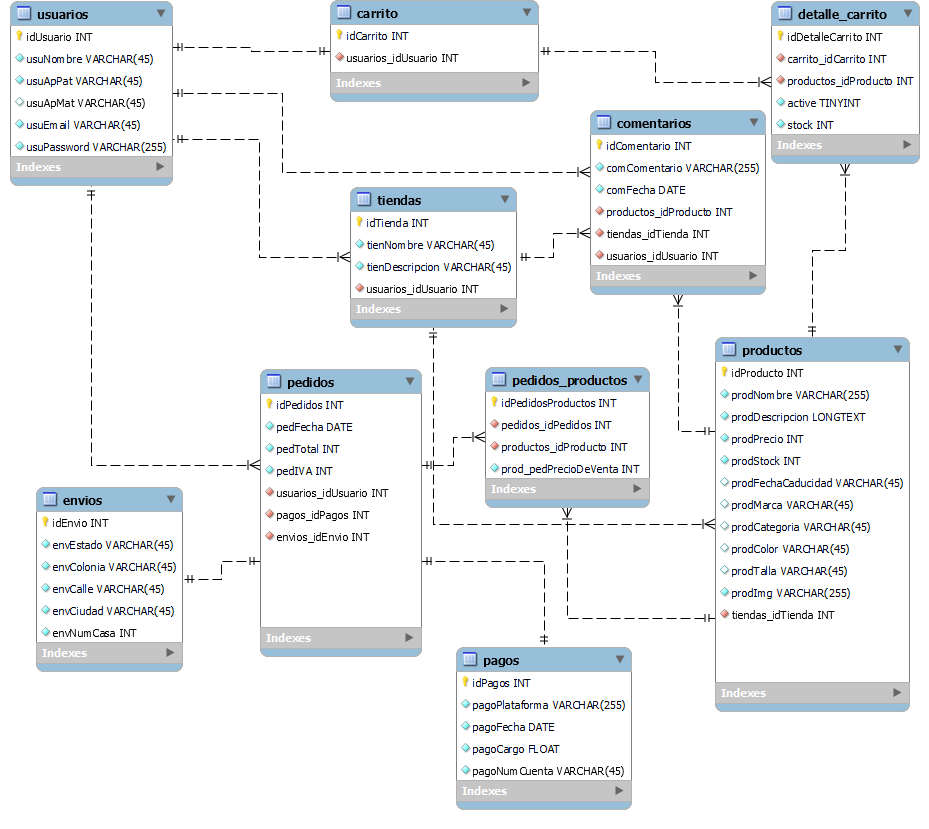 usuarios
idUsuario INT
usuNombre VARCHAR(45)
usuApPat VARCHAR(45)
usuApMat VARCHAR(45)
usuEmail VARCHAR(45)
usuPassword VARCHAR(255)
Indexes
carrito
idCarrito INT
usuarios_idUsuario INT
Indexes
detalle_carrito
idDetalleCarrito INT
carrito_idCarrito INT
productos_idProducto INT
active TINYINT
stock INT
Indexes
comentarios
idComentario INT
comComentario VARCHAR(255)
comFecha DATE
productos_idProducto INT
tiendas_idTienda INT
usuarios_idUsuario INT
Indexes
tiendas
idTienda INT
tienNombre VARCHAR(45)
tienDescripcion VARCHAR(45)
usuarios_idUsuario INT
Indexes
productos
idProducto INT
prodNombre VARCHAR(255)
prodDescripcion LONGTEXT
prodPrecio INT
prodStock INT
prodFechaCaducidad VARCHAR(45)
prodMarca VARCHAR(45)
prodCategoria VARCHAR(45)
prodColor VARCHAR(45)
prodTalla VARCHAR(45)
prodImg VARCHAR(255)
tiendas_idTienda INT
Indexes
pedidos
idPedidos INT
pedFecha DATE
pedTotal INT
pedIVA INT
usuarios_idUsuario INT
pagos_idPagos INT
envios_idEnvio INT
Indexes
pedidos_productos
idPedidosProductos INT
pedidos_idPedidos INT
productos_idProducto INT
prod_pedPrecioDeVenta INT
Indexes
envios
idEnvio INT
envEstado VARCHAR(45)
envColonia VARCHAR(45)
envCalle VARCHAR(45)
envCiudad VARCHAR(45)
envNumCasa INT
Indexes
pagos
idPagos INT
pagoPlataforma VARCHAR(255)
pagoFecha DATE
pagoCargo FLOAT
pagoNumCuenta VARCHAR(45)
Indexes